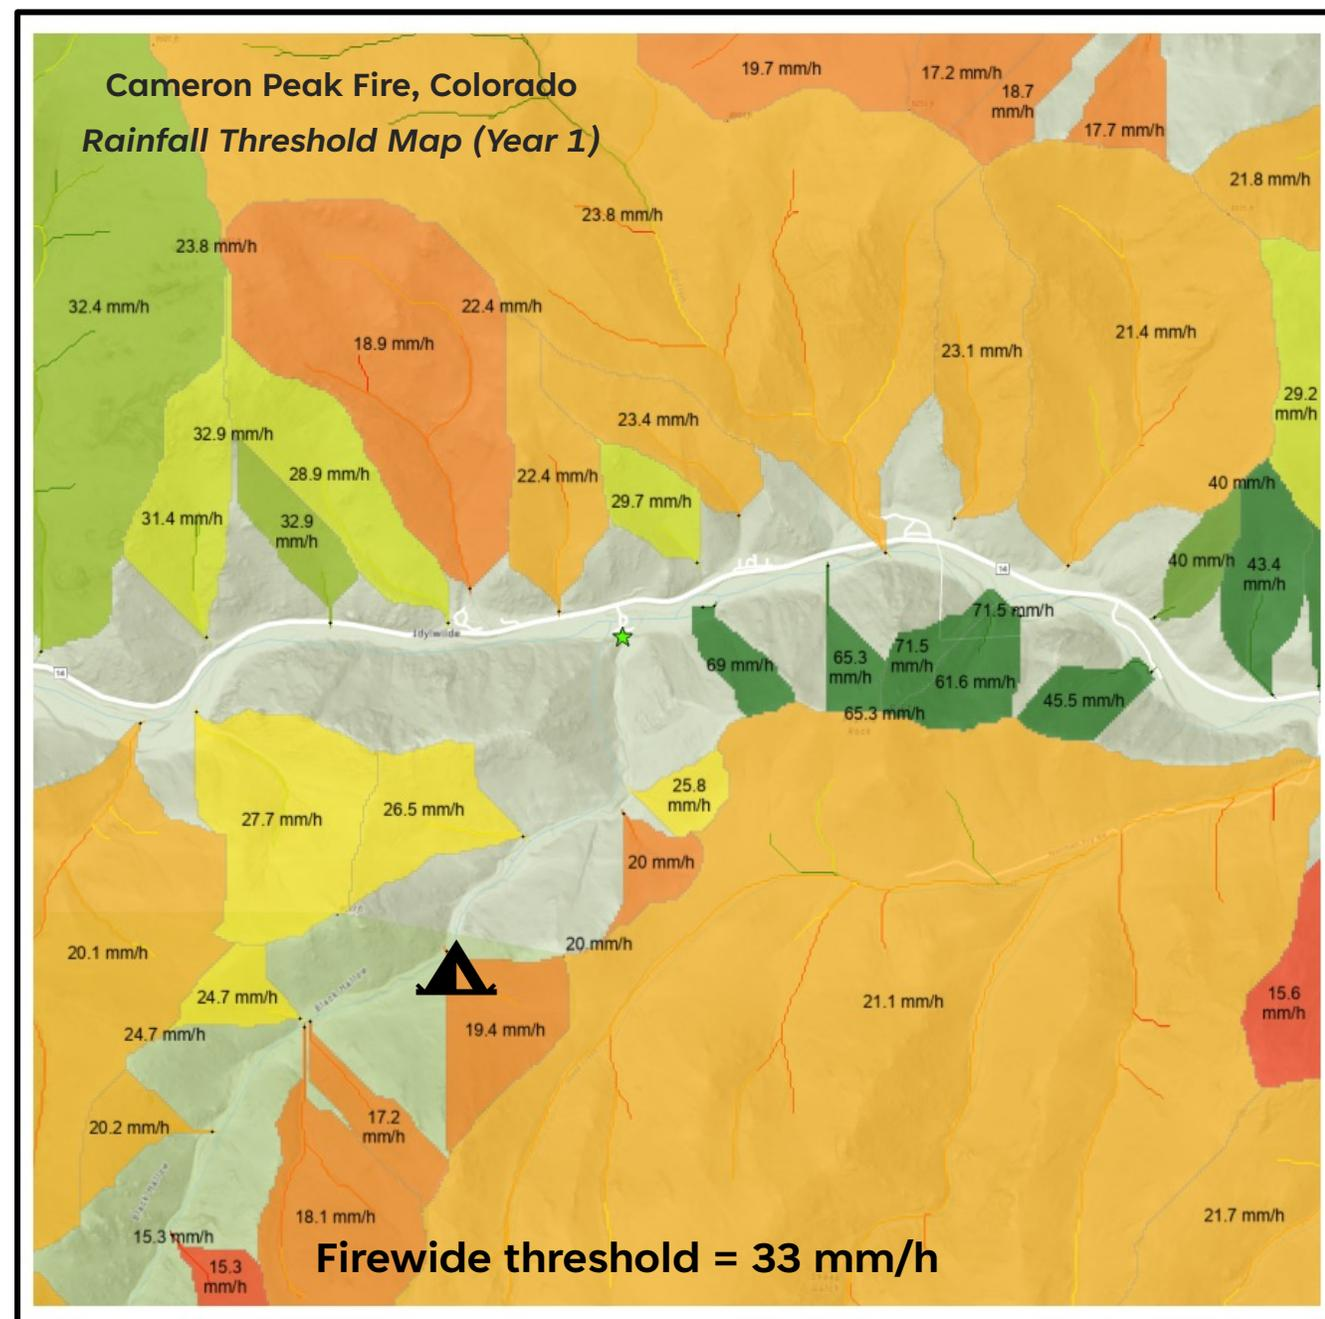 Cameron Peak Fire, Colorado
Rainfall Threshold Map (Year 1)
19.7 mm/h
17.2 mm/h
18.7
mm/h
17.7 mm/h
21.8 mm/h
23.8 mm/h
23.8 mm/h
32.4 mm/h
22.4 mm/h
18.9 mm/h
23.1 mm/h
21.4 mm/h
29.2
mm/h
23.4 mm/h
32.9 mm/h
28.9 mm/h
22.4 mm/h
29.7 mm/h
40 mm/h
31.4 mm/h
32.9
mm/h
40 mm/h
43.4
mm/h
14
71.5 mm/h
Idylwilde
14
69 mm/h
65.3
mm/h
71.5
mm/h
61.6 mm/h
45.5 mm/h
65.3 mm/h
Rock
25.8
mm/h
27.7 mm/h
26.5 mm/h
20 mm/h
20.1 mm/h
20 mm/h
24.7 mm/h
Black Hollow
21.1 mm/h
15.6
mm/h
24.7 mm/h
19.4 mm/h
20.2 mm/h
17.2
mm/h
Black Hollow
18.1 mm/h
21.7 mm/h
15.3 mm/h
15.3
mm/h
Firewide threshold = 33 mm/h